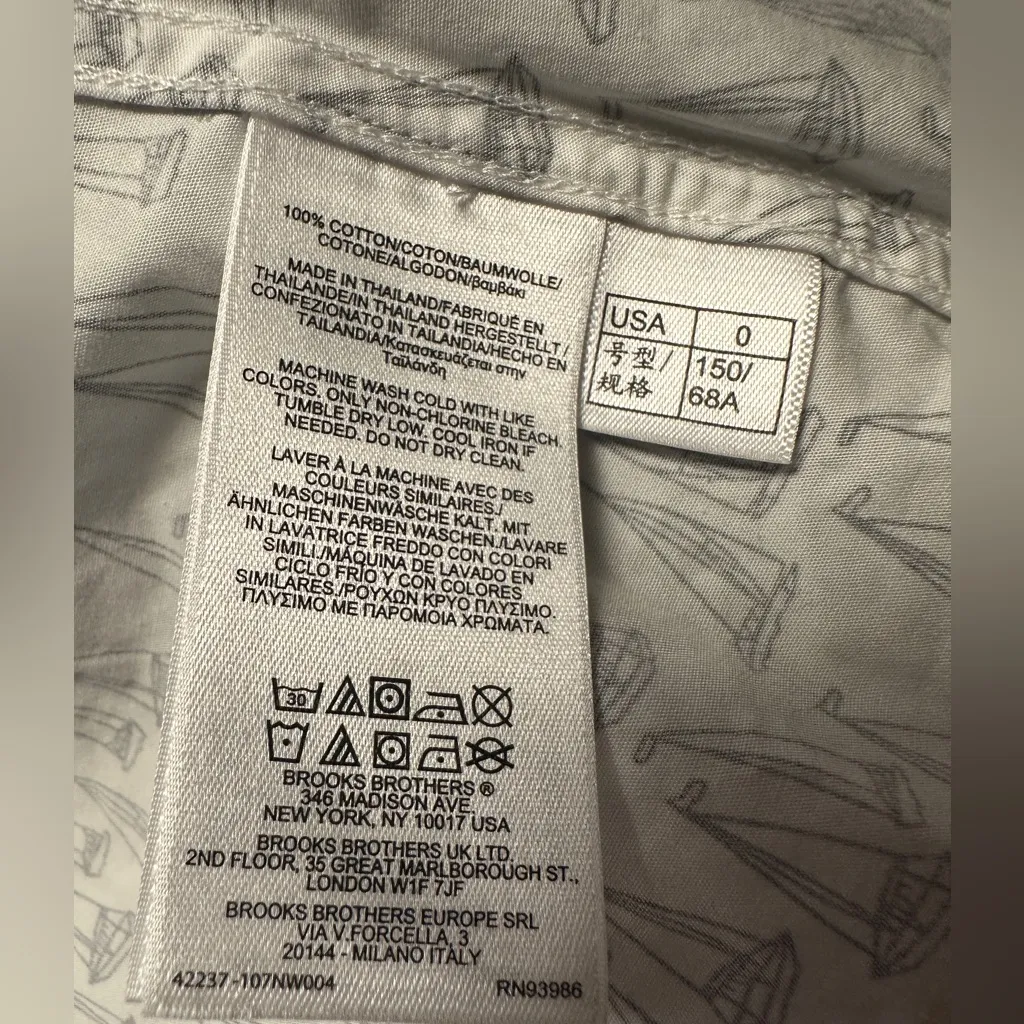 100% COTTON/COTON/BAUMWOLLE/
COTONE/ALGODON/βαμβάκι
MADE IN THAILAND/FABRIQUÉ EN
THAILANDE/IN THAILAND HERGESTELLT/
CONFEZIONATO IN TAILANDIA/HECHO EN
TAILANDIA/Κατασκευάζεται στην
Ταϊλάνδη
MACHINE WASH COLD WITH LIKE
COLORS. ONLY NON-CHLORINE BLEACH.
TUMBLE DRY LOW. COOL IRON IF
NEEDED. DO NOT DRY CLEAN.
LAVER À LA MACHINE AVEC DES
COULEURS SIMILAIRES./
MASCHINENWÄSCHE KALT. MIT
ÄHNLICHEN FARBEN WASCHEN./LAVARE
IN LAVATRICE FREDDO CON COLORI
SIMILI./MÁQUINA DE LAVADO EN
CICLO FRÍO Y CON COLORES
SIMILARES./ΡΟΥΧΩΝ ΚΡΥΟ ΠΛΥΣΙΜΟ.
ΠΛΥΣΙΜΟ ΜΕ ΠΑΡΟΜΟΙΑ ΧΡΩΜΑΤΑ.
30
BROOKS BROTHERS ®
346 MADISON AVE.
NEW YORK, NY 10017 USA
BROOKS BROTHERS UK LTD.
2ND FLOOR, 35 GREAT MARLBOROUGH ST.,
LONDON W1F 7JF
BROOKS BROTHERS EUROPE SRL
VIA V.FORCELLA, 3
20144 - MILANO ITALY
42237-107NW004 RN93986
USA 0
号型/ 150/
规格 68A